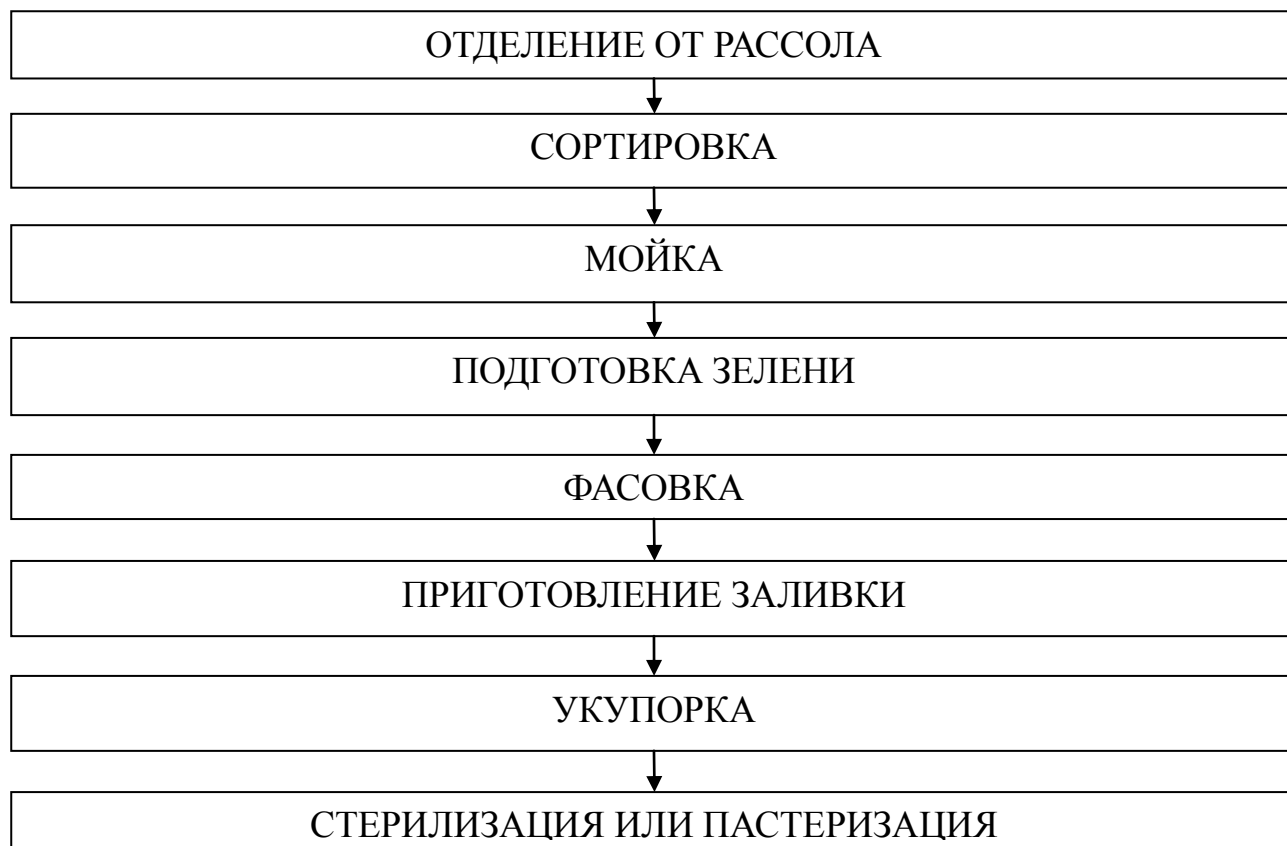 ОТДЕЛЕНИЕ ОТ РАССОЛА
СОРТИРОВКА
МОЙКА
ПОДГОТОВКА ЗЕЛЕНИ
ФАСОВКА
ПРИГОТОВЛЕНИЕ ЗАЛИВКИ
УКУПОРКА
СТЕРИЛИЗАЦИЯ ИЛИ ПАСТЕРИЗАЦИЯ